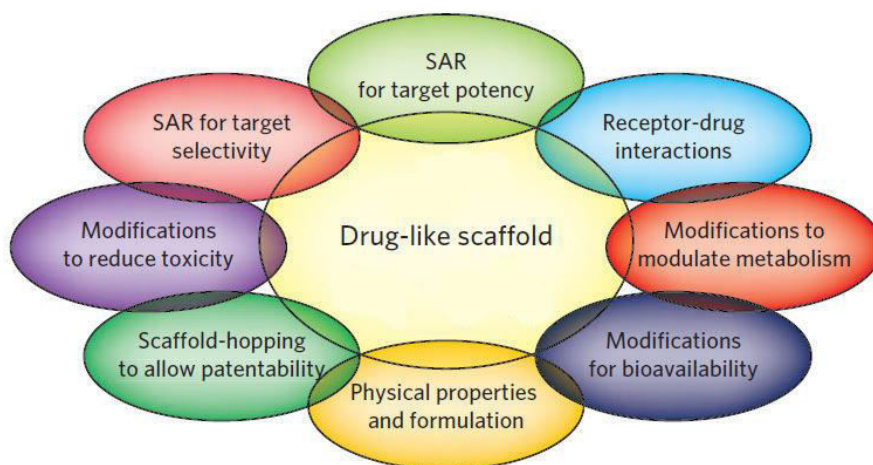 SAR
for target potency
SAR for target
selectivity
Receptor-drug
interactions
Modifications
to reduce toxicity
Drug-like scaffold
Modifications to
modulate metabolism
Scaffold-hopping
to allow patentability
Modifications
for bioavailability
Physical properties
and formulation